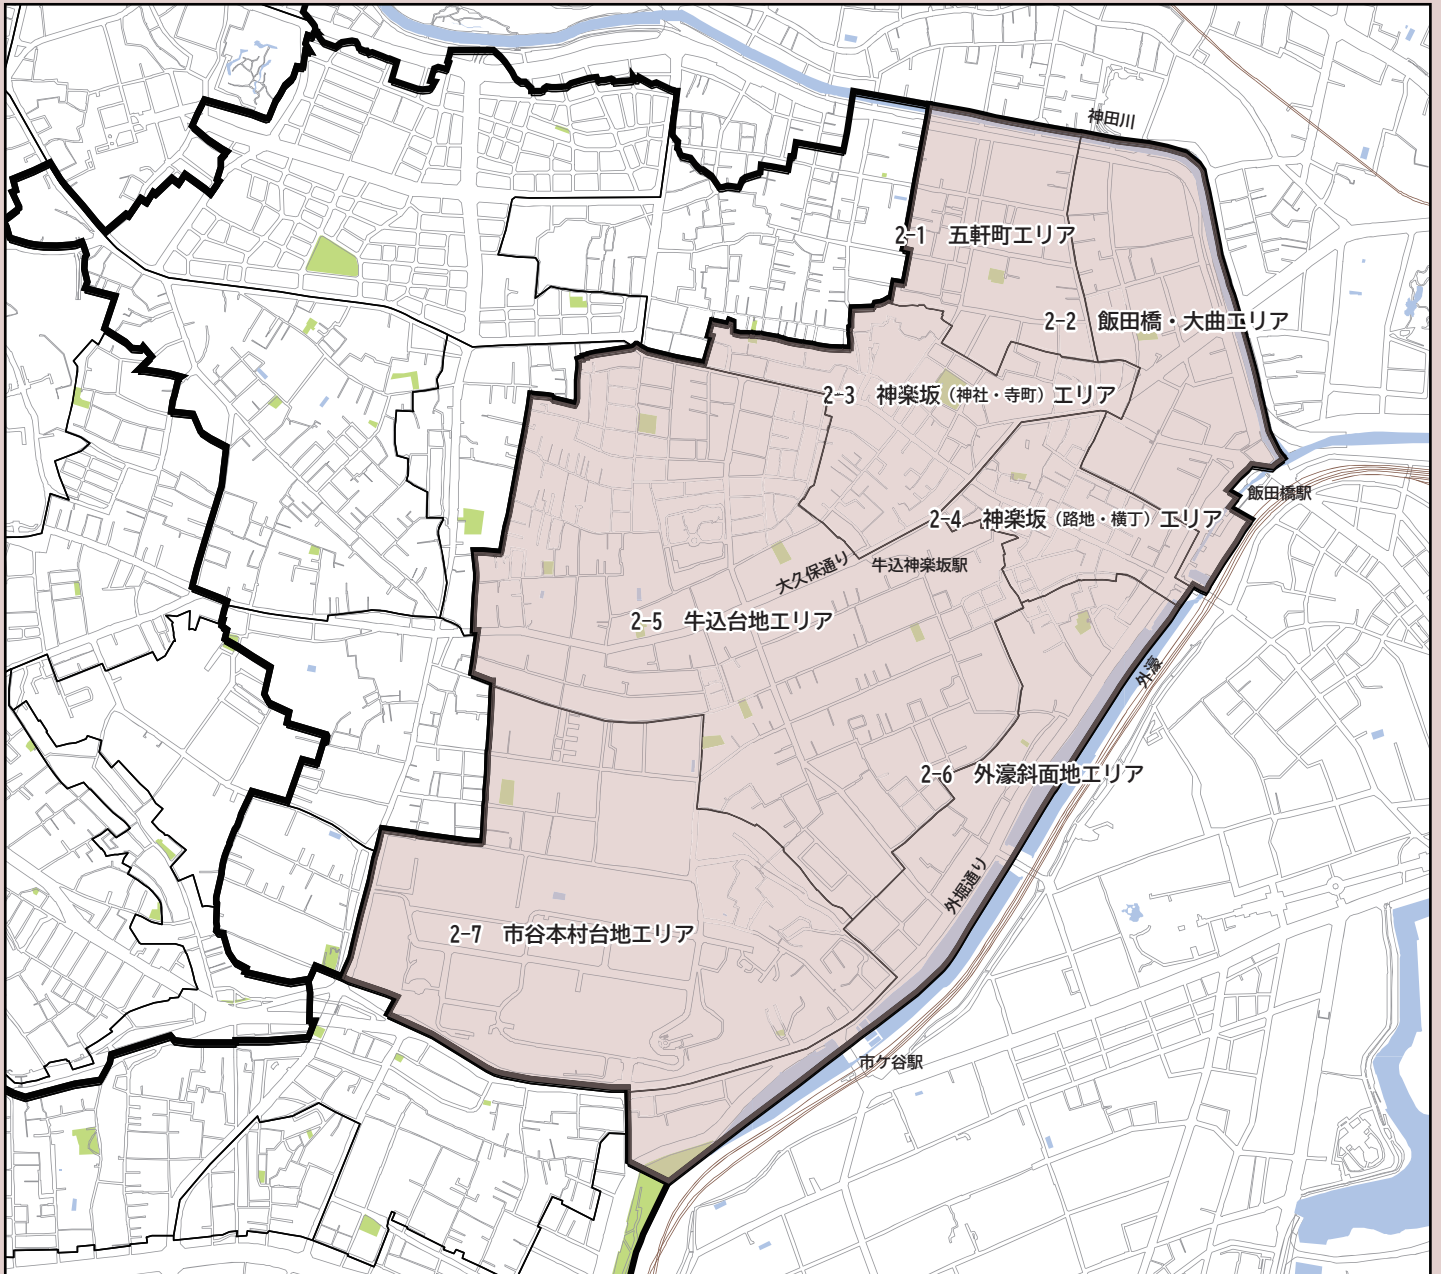 神田川
2-1 五軒町エリア
2-2 飯田橋・大曲エリア
2-3 神楽坂（神社・寺町）エリア
飯田橋駅
2-4 神楽坂（路地・横丁）エリア
大久保通り
牛込神楽坂駅
2-5 牛込台地エリア
外濠
2-6 外濠斜面地エリア
外堀通り
2-7 市谷本村台地エリア
市ケ谷駅